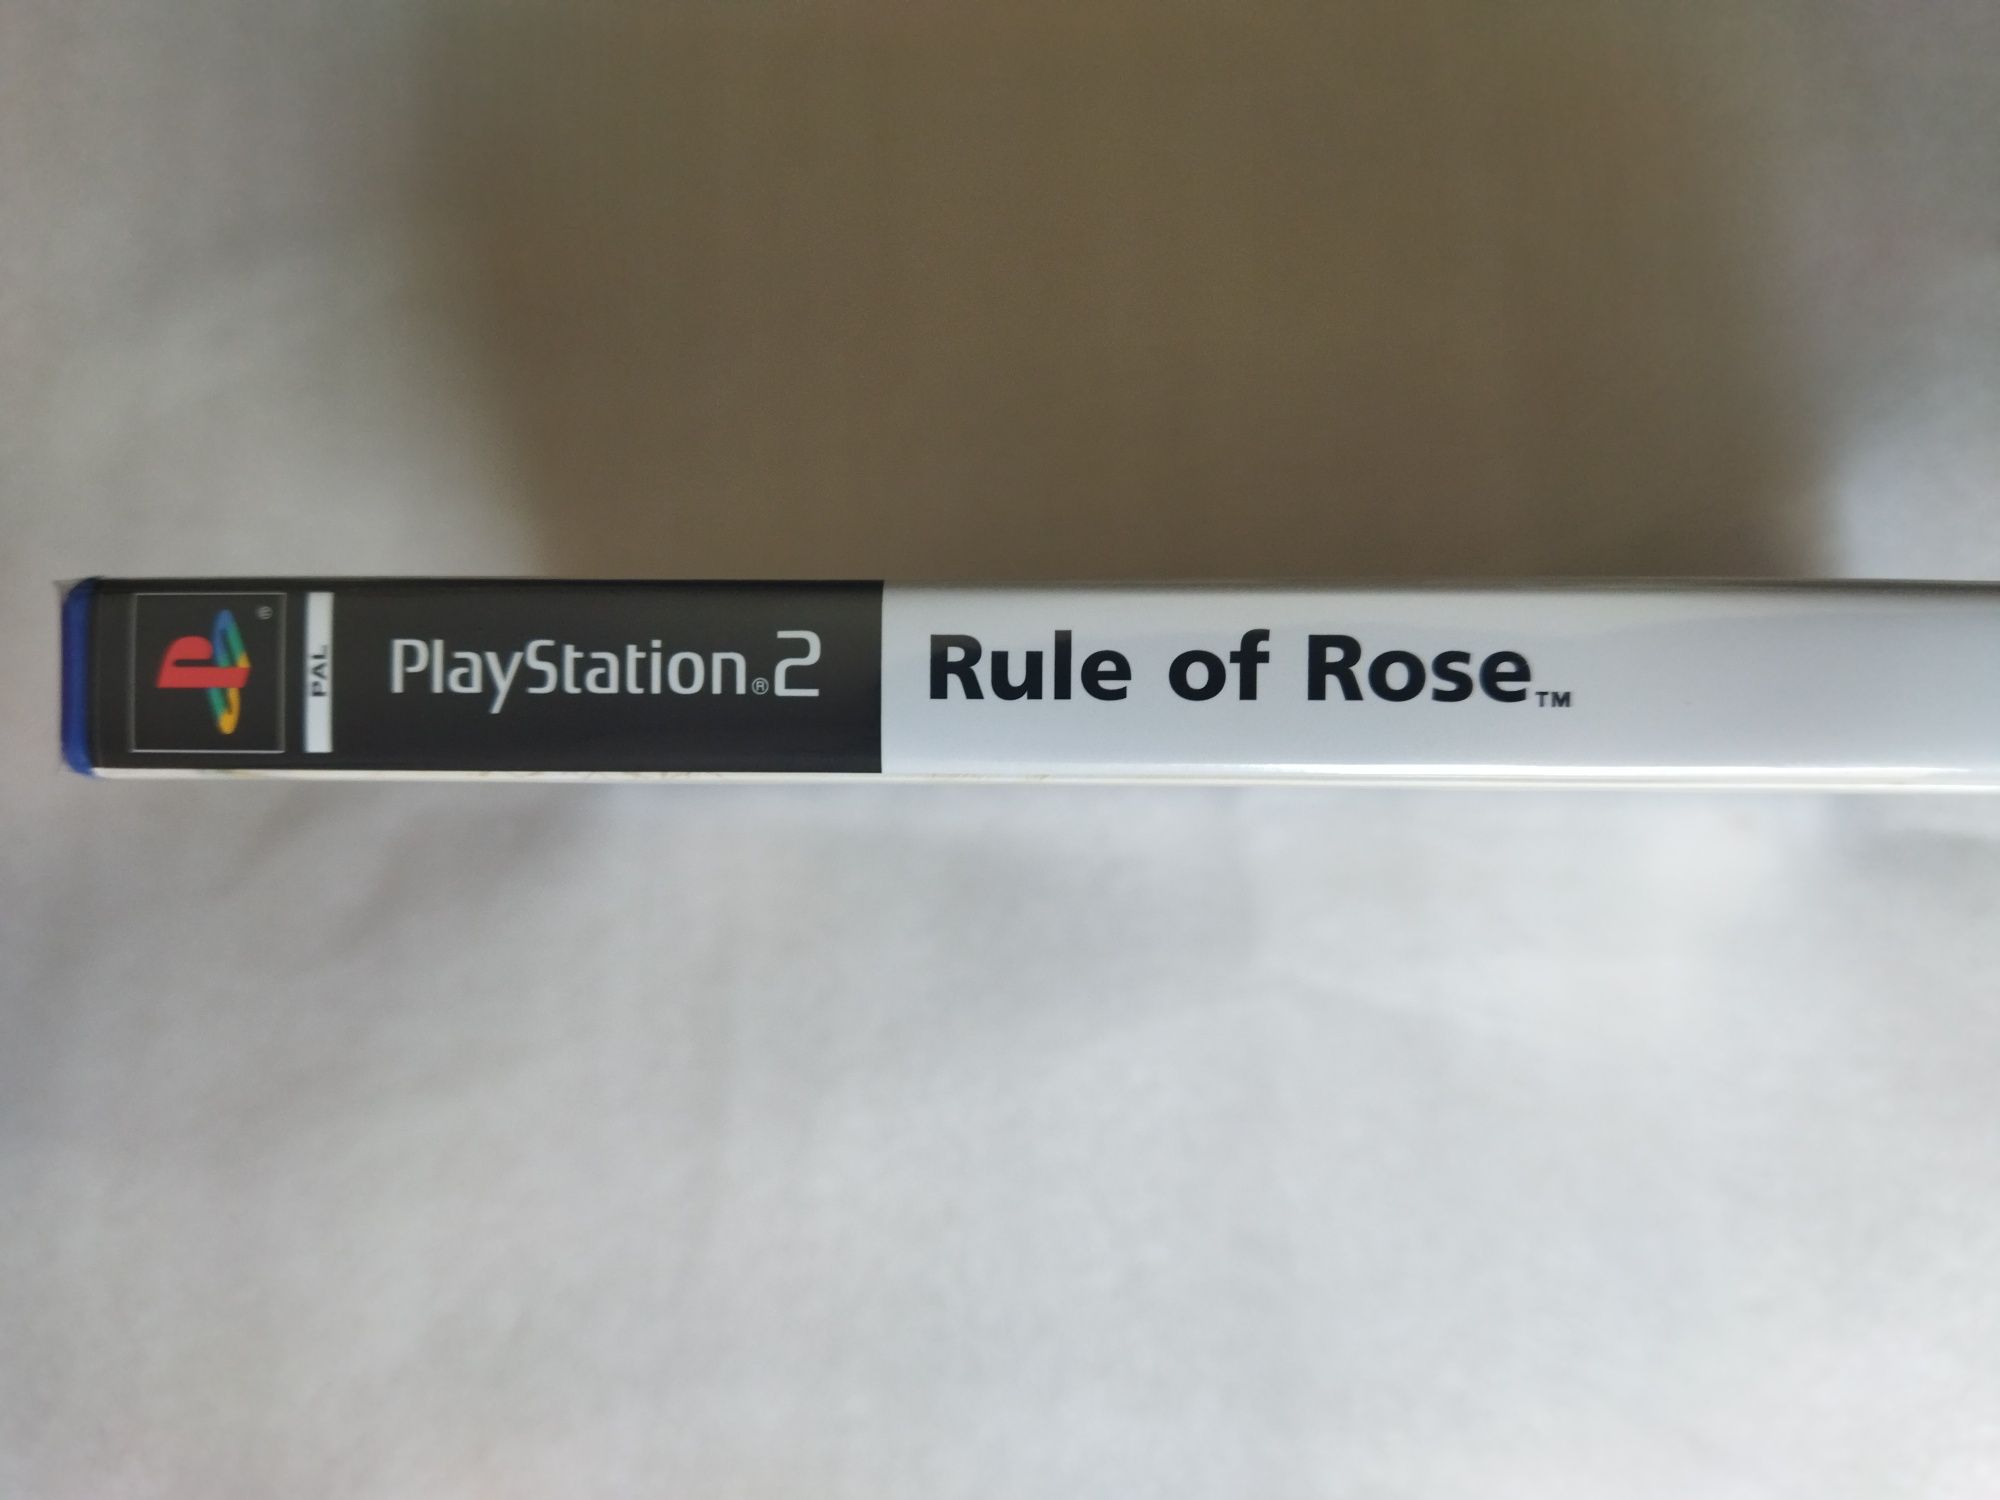 ®
PAL
PlayStation®2
Rule of Rose™